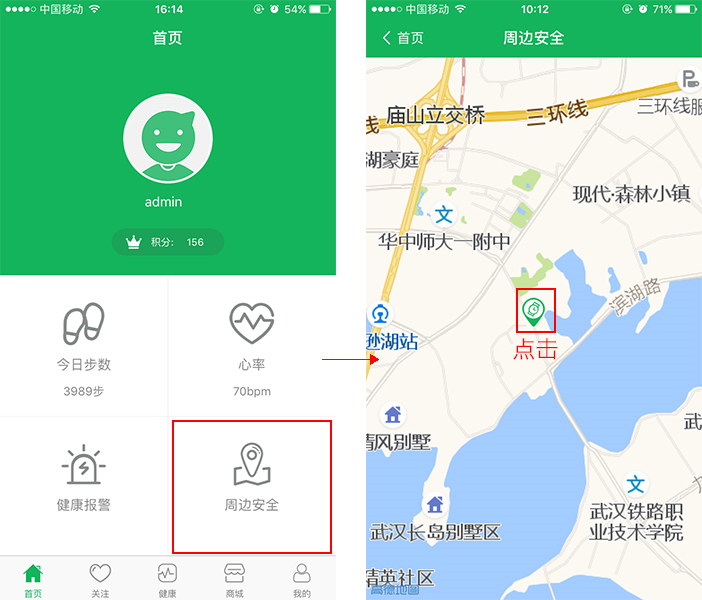 中国移动 16:14 54%
首页
admin
积分: 156
今日步数
3989步
心率
70bpm
健康报警
周边安全
首页 关注 健康 商城 我的
中国移动 10:12 71%
首页 周边安全
庙山立交桥
三环线
三环线服
线
湖豪庭
现代·森林小镇
文
华中师大一附中
滨湖路
点击
逊湖站
清风别墅
武
文
武汉铁路职
业技术学院
武汉长岛别墅区
精英社区
高德地图